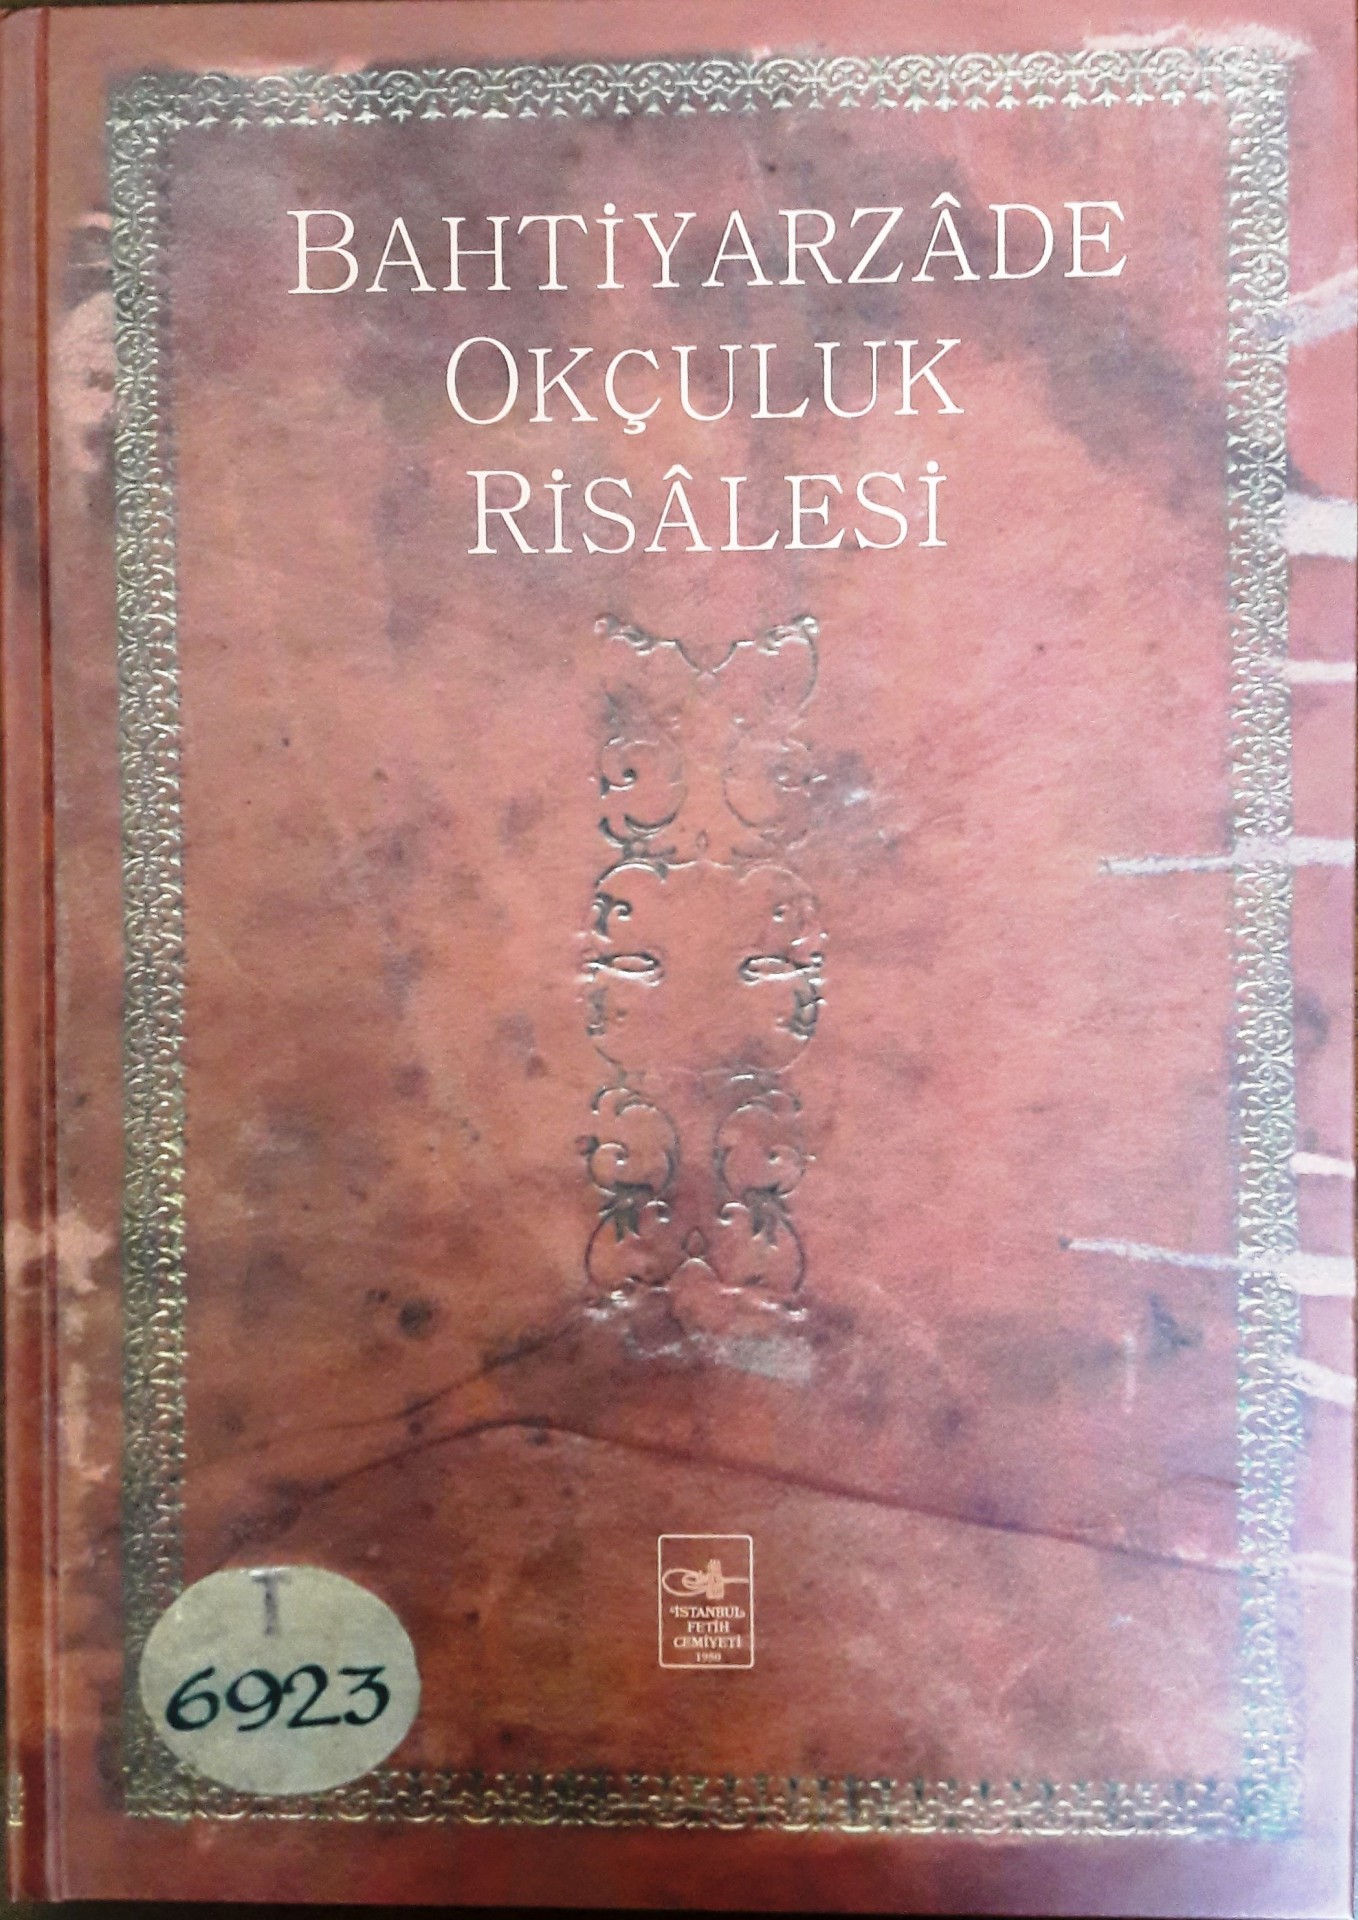 BAHTİYARZÂDE
OKÇULUK
RİSÂLESİ
İSTANBUL
FETİH
CEMİYETİ
1950
T
6923